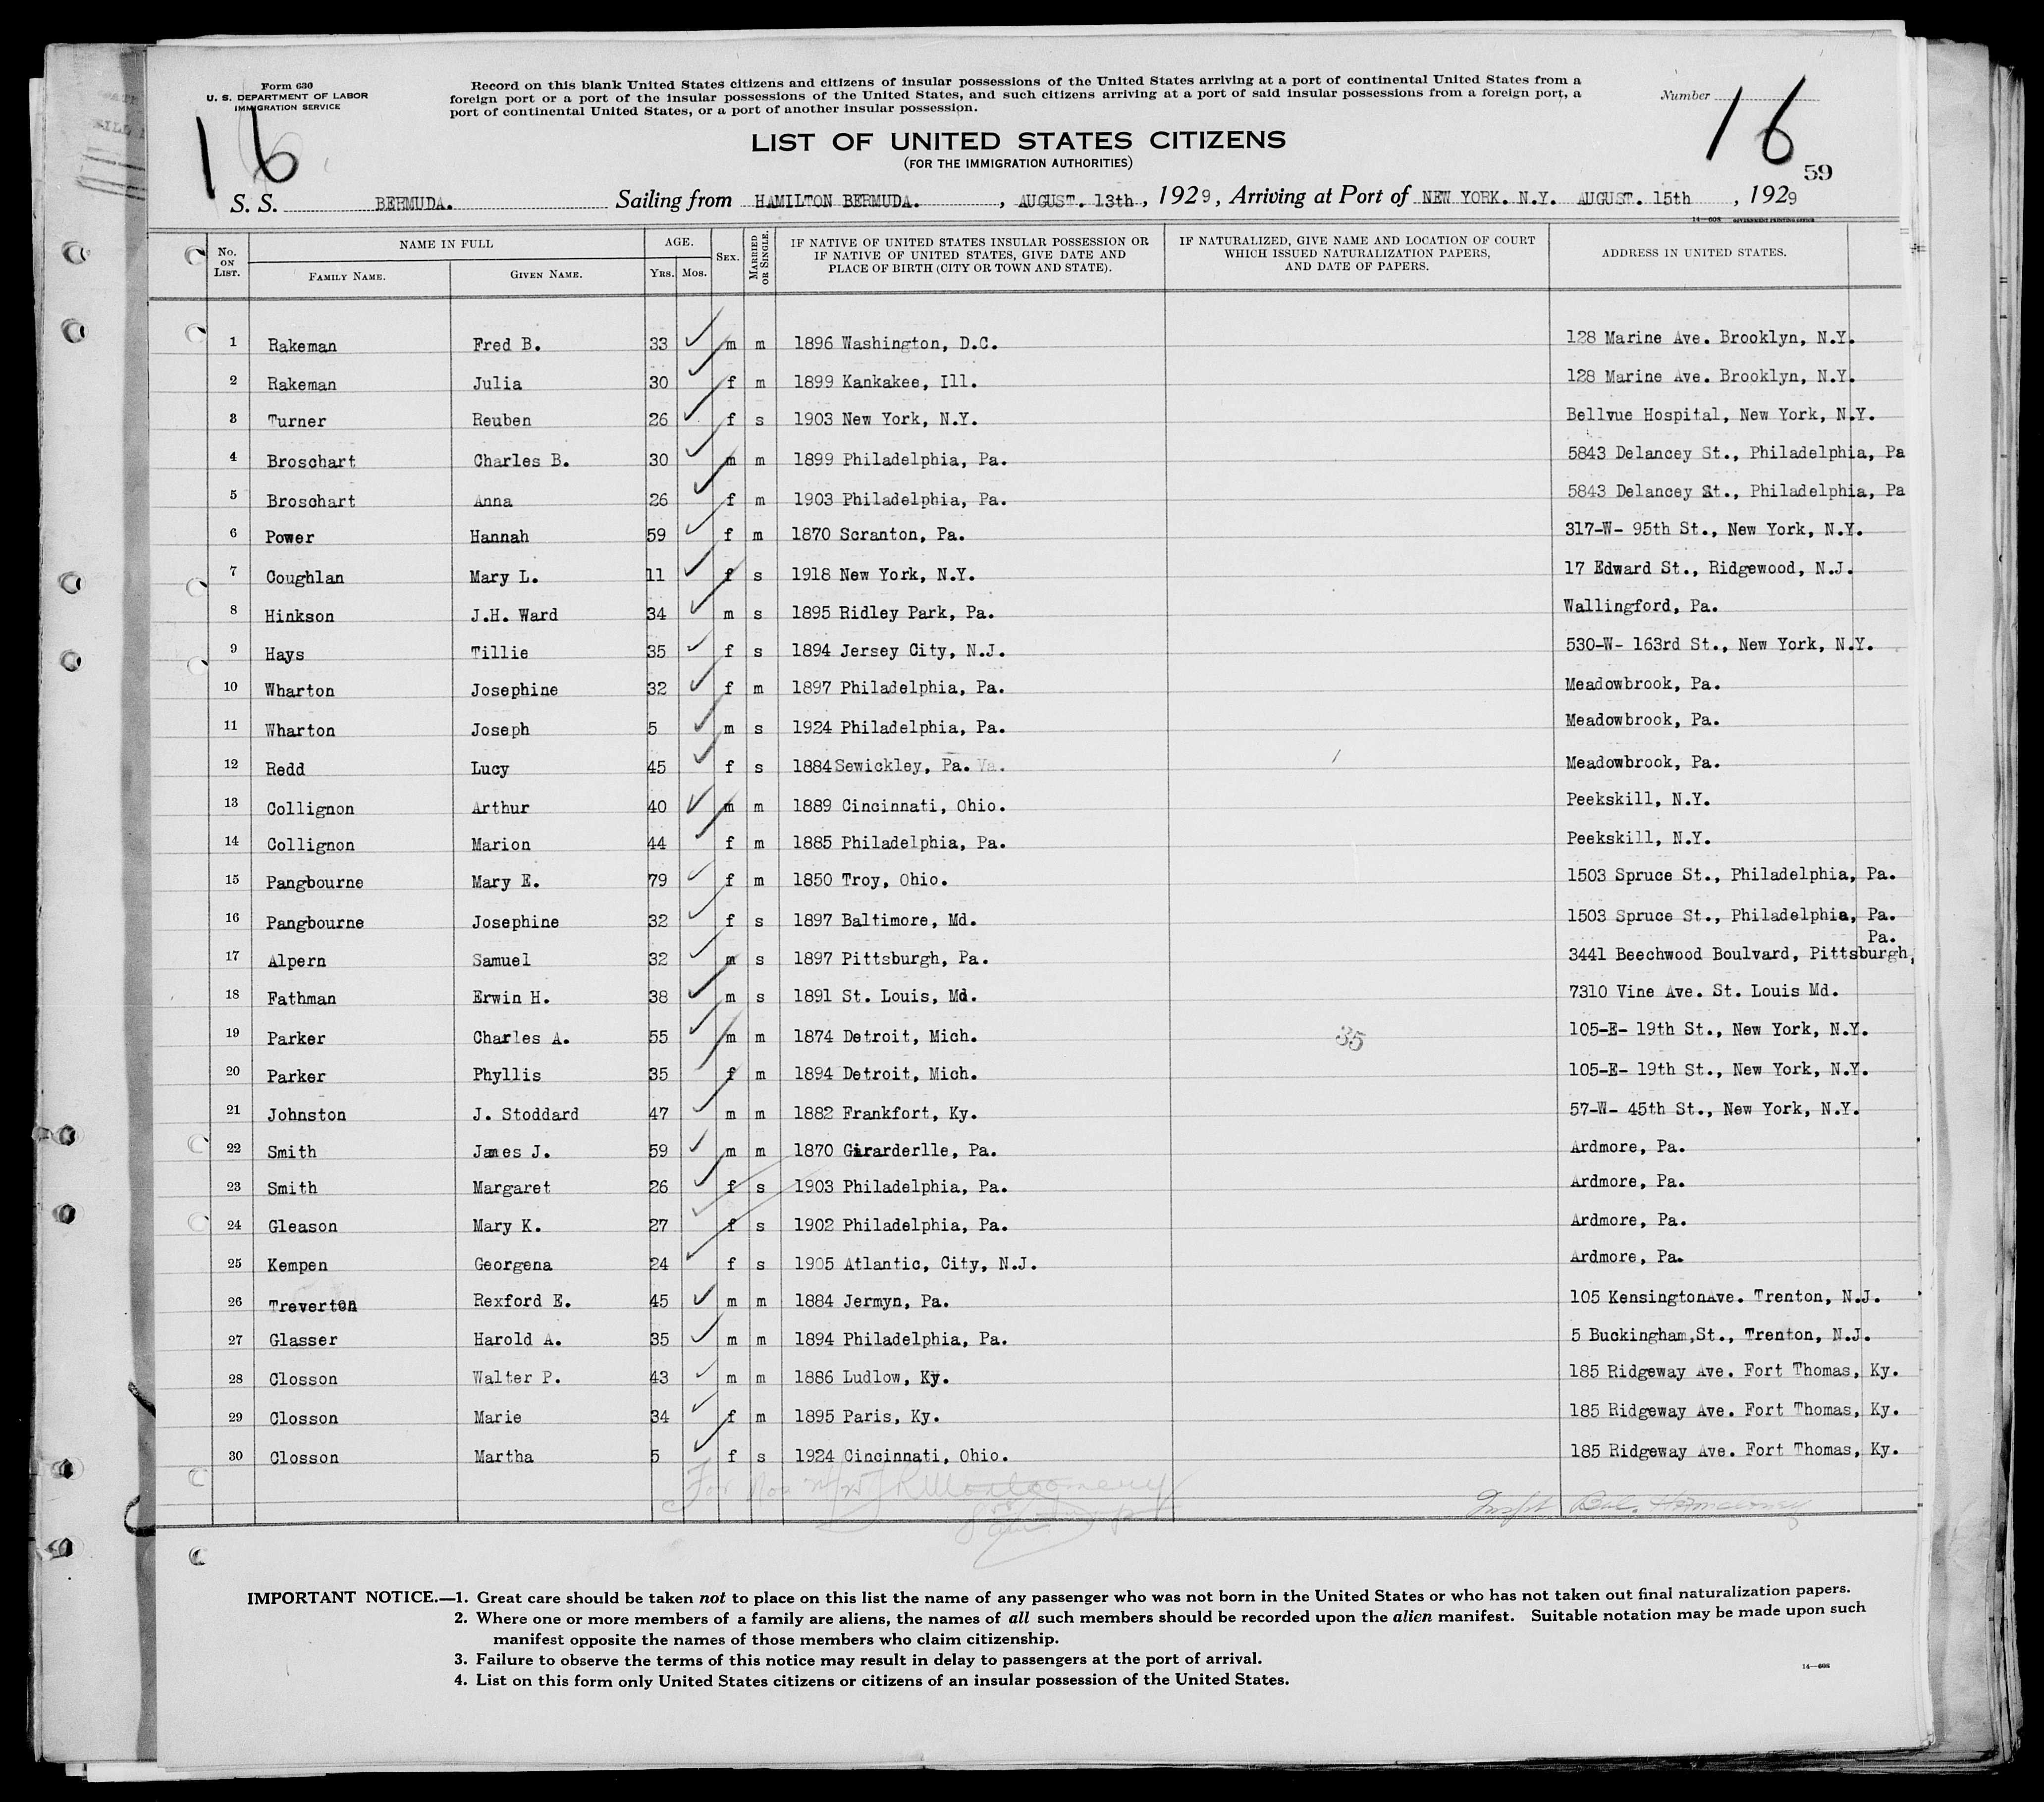 Form 630
U. S. DEPARTMENT OF LABOR
IMMIGRATION SERVICE
Record on this blank United States citizens and citizens of insular possessions of the United States arriving at a port of continental United States from a
foreign port or a port of the insular possessions of the United States, and such citizens arriving at a port of said insular possessions from a foreign port, a
port of continental United States, or a port of another insular possession.
Number
16
16
LIST OF UNITED STATES CITIZENS
(FOR THE IMMIGRATION AUTHORITIES)
59
S. S. BERMUDA. Sailing from HAMILTON BERMUDA. , AUGUST. 13th , 1929, Arriving at Port of NEW YORK. N.Y. AUGUST. 15th , 1929
14—608 GOVERNMENT PRINTING OFFICE
No. ON LIST. NAME IN FULL FAMILY NAME. GIVEN NAME. AGE. YRS. MOS. SEX. MARRIED OR SINGLE. IF NATIVE OF UNITED STATES INSULAR POSSESSION OR IF NATIVE OF UNITED STATES, GIVE DATE AND PLACE OF BIRTH (CITY OR TOWN AND STATE). IF NATURALIZED, GIVE NAME AND LOCATION OF COURT WHICH ISSUED NATURALIZATION PAPERS, AND DATE OF PAPERS. ADDRESS IN UNITED STATES.
1 Rakeman Fred B. 33 m m 1896 Washington, D.C. 128 Marine Ave. Brooklyn, N.Y.
2 Rakeman Julia 30 f m 1899 Kankakee, Ill. 128 Marine Ave. Brooklyn, N.Y.
3 Turner Reuben 26 f s 1903 New York, N.Y. Bellvue Hospital, New York, N.Y.
4 Broschart Charles B. 30 m m 1899 Philadelphia, Pa. 5843 Delancey St., Philadelphia, Pa
5 Broschart Anna 26 f m 1903 Philadelphia, Pa. 5843 Delancey St., Philadelphia, Pa
6 Power Hannah 59 f m 1870 Scranton, Pa. 317-W- 95th St., New York, N.Y.
7 Coughlan Mary L. 11 f s 1918 New York, N.Y. 17 Edward St., Ridgewood, N.J.
8 Hinkson J.H. Ward 34 m s 1895 Ridley Park, Pa. Wallingford, Pa.
9 Hays Tillie 35 f s 1894 Jersey City, N.J. 530-W- 163rd St., New York, N.Y.
10 Wharton Josephine 32 f m 1897 Philadelphia, Pa. Meadowbrook, Pa.
11 Wharton Joseph 5 m s 1924 Philadelphia, Pa. Meadowbrook, Pa.
12 Redd Lucy 45 f s 1884 Sewickley, Pa. Va. Meadowbrook, Pa.
13 Collignon Arthur 40 m m 1889 Cincinnati, Ohio. Peekskill, N.Y.
14 Collignon Marion 44 f m 1885 Philadelphia, Pa. Peekskill, N.Y.
15 Pangbourne Mary E. 79 f m 1850 Troy, Ohio. 1503 Spruce St., Philadelphia, Pa.
16 Pangbourne Josephine 32 f s 1897 Baltimore, Md. 1503 Spruce St., Philadelphia, Pa.
17 Alpern Samuel 32 m s 1897 Pittsburgh, Pa. 3441 Beechwood Boulvard, Pittsburgh, Pa.
18 Fathman Erwin H. 38 m s 1891 St. Louis, Md. 7310 Vine Ave. St. Louis Md.
19 Parker Charles A. 55 m m 1874 Detroit, Mich. 35 105-E- 19th St., New York, N.Y.
20 Parker Phyllis 35 f m 1894 Detroit, Mich. 105-E- 19th St., New York, N.Y.
21 Johnston J. Stoddard 47 m m 1882 Frankfort, Ky. 57-W- 45th St., New York, N.Y.
22 Smith James J. 59 m m 1870 Girarderlle, Pa. Ardmore, Pa.
23 Smith Margaret 26 f s 1903 Philadelphia, Pa. Ardmore, Pa.
24 Gleason Mary K. 27 f s 1902 Philadelphia, Pa. Ardmore, Pa.
25 Kempen Georgena 24 f s 1905 Atlantic, City, N.J. Ardmore, Pa.
26 Treverton Rexford E. 45 m m 1884 Jermyn, Pa. 105 KensingtonAve. Trenton, N.J.
27 Glasser Harold A. 35 m m 1894 Philadelphia, Pa. 5 Buckingham,St., Trenton, N.J.
28 Closson Walter P. 43 m m 1886 Ludlow, Ky. 185 Ridgeway Ave. Fort Thomas, Ky.
29 Closson Marie 34 f m 1895 Paris, Ky. 185 Ridgeway Ave. Fort Thomas, Ky.
30 Closson Martha 5 f s 1924 Cincinnati, Ohio. 185 Ridgeway Ave. Fort Thomas, Ky.
IMPORTANT NOTICE.—1. Great care should be taken not to place on this list the name of any passenger who was not born in the United States or who has not taken out final naturalization papers.
2. Where one or more members of a family are aliens, the names of all such members should be recorded upon the alien manifest. Suitable notation may be made upon such
manifest opposite the names of those members who claim citizenship.
3. Failure to observe the terms of this notice may result in delay to passengers at the port of arrival.
4. List on this form only United States citizens or citizens of an insular possession of the United States.
14—608